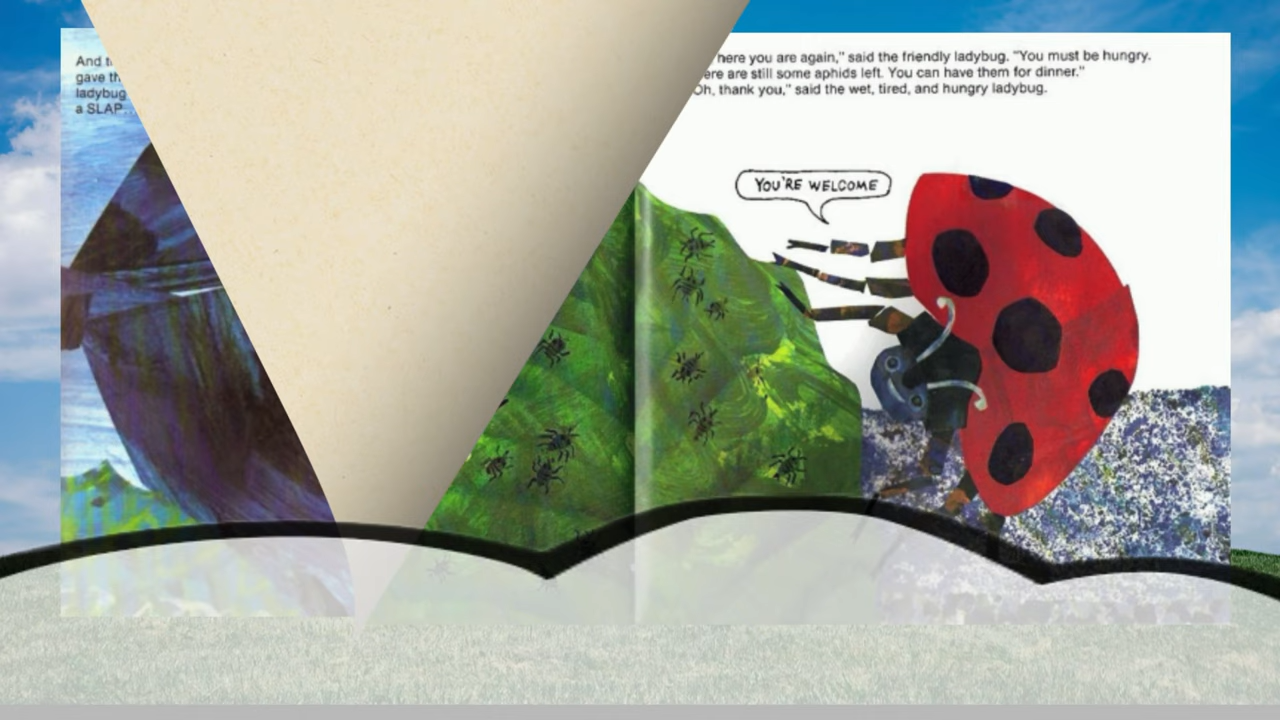 And
gave
ladybug
a SLAP...
here you are again," said the friendly ladybug. "You must be hungry.
are still some aphids left. You can have them for dinner."
Oh, thank you," said the wet, tired, and hungry ladybug.
YOU'RE WELCOME